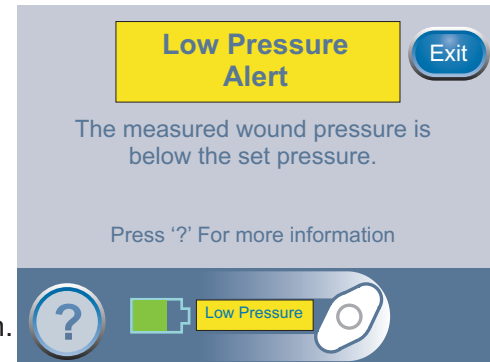 Low Pressure
Alert
Exit
The measured wound pressure is
below the set pressure.
Press ‘?’ For more information
?
Low Pressure